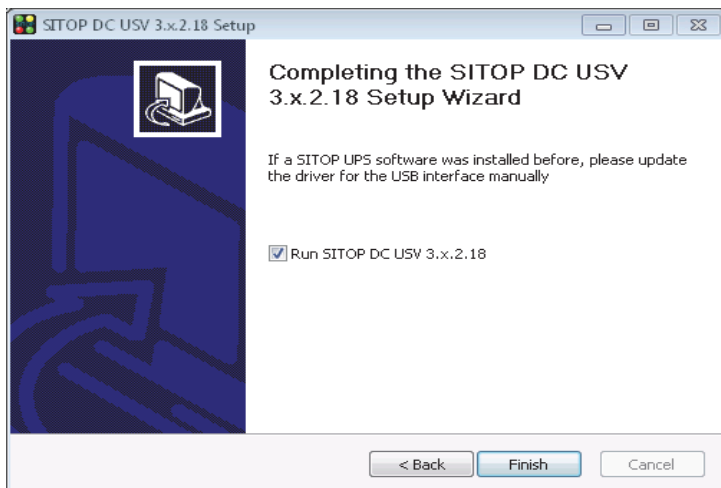 SITOP DC USV 3.x.2.18 Setup
Completing the SITOP DC USV
3.x.2.18 Setup Wizard
If a SITOP UPS software was installed before, please update
the driver for the USB interface manually
Run SITOP DC USV 3.x.2.18
< Back Finish Cancel